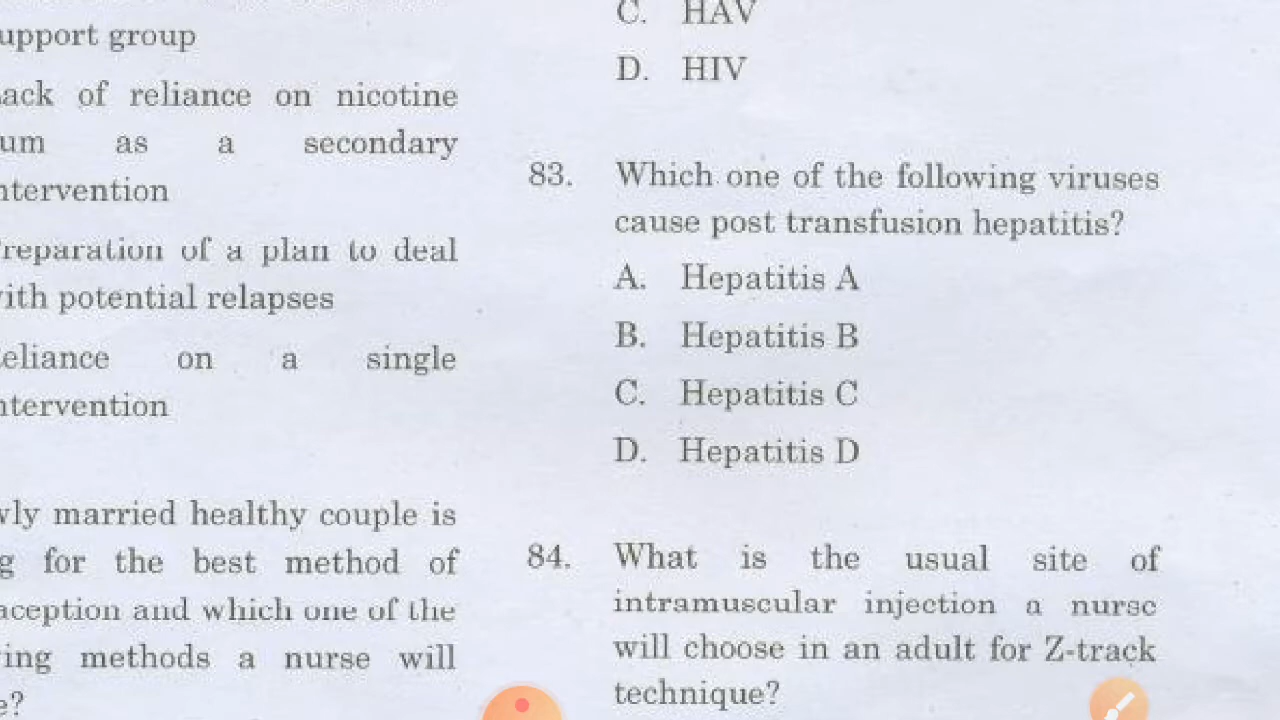 upport group
ack of reliance on nicotine
um as a secondary
ntervention
reparation of a plan to deal
ith potential relapses
eliance on a single
ntervention
wly married healthy couple is
g for the best method of
aception and which one of the
ing methods a nurse will
e?
C. HAV
D. HIV
83. Which one of the following viruses
cause post transfusion hepatitis?
A. Hepatitis A
B. Hepatitis B
C. Hepatitis C
D. Hepatitis D
84. What is the usual site of
intramuscular injection a nurse
will choose in an adult for Z-track
technique?